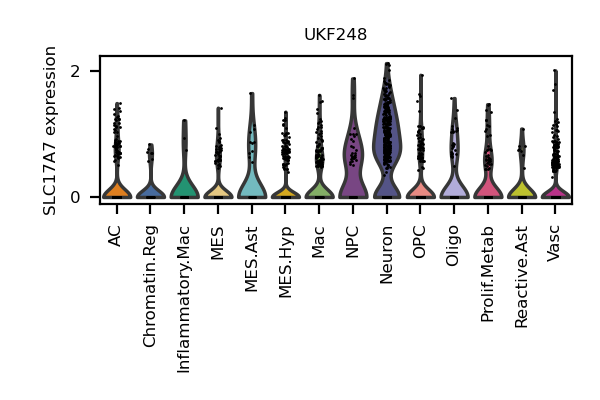 UKF248
SLC17A7 expression
2
0
AC
Chromatin.Reg
Inflammatory.Mac
MES
MES.Ast
MES.Hyp
Mac
NPC
Neuron
OPC
Oligo
Prolif.Metab
Reactive.Ast
Vasc